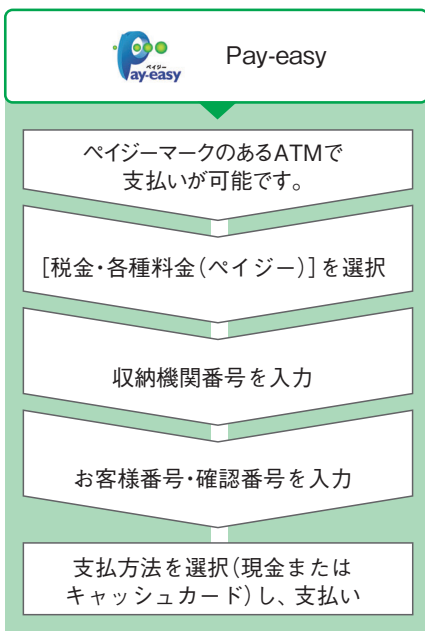 ペイジー
Pay-easy
Pay-easy
ペイジーマークのあるATMで
支払いが可能です。
[税金・各種料金(ペイジー)]を選択
収納機関番号を入力
お客様番号・確認番号を入力
支払方法を選択(現金または
キャッシュカード)し、支払い